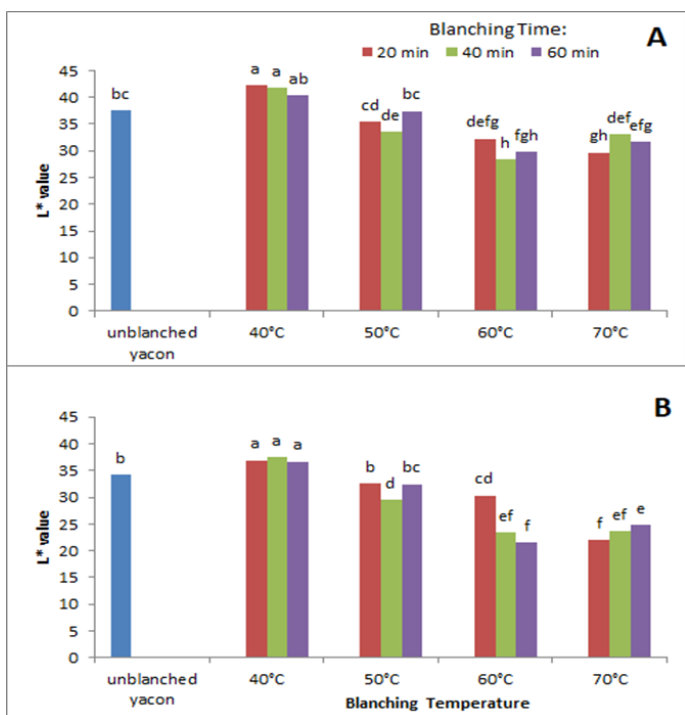 Blanching Time:
A
20 min 40 min 60 min
45
40
35
30
25
20
15
10
5
0
L* value
bc
a a ab
cd de bc
defg h fgh
gh def efg
unblanched yacon 40°C 50°C 60°C 70°C
B
45
40
35
30
25
20
15
10
5
0
L* value
b
a a a
b d bc
cd ef f
f ef e
unblanched yacon 40°C 50°C 60°C 70°C
Blanching Temperature